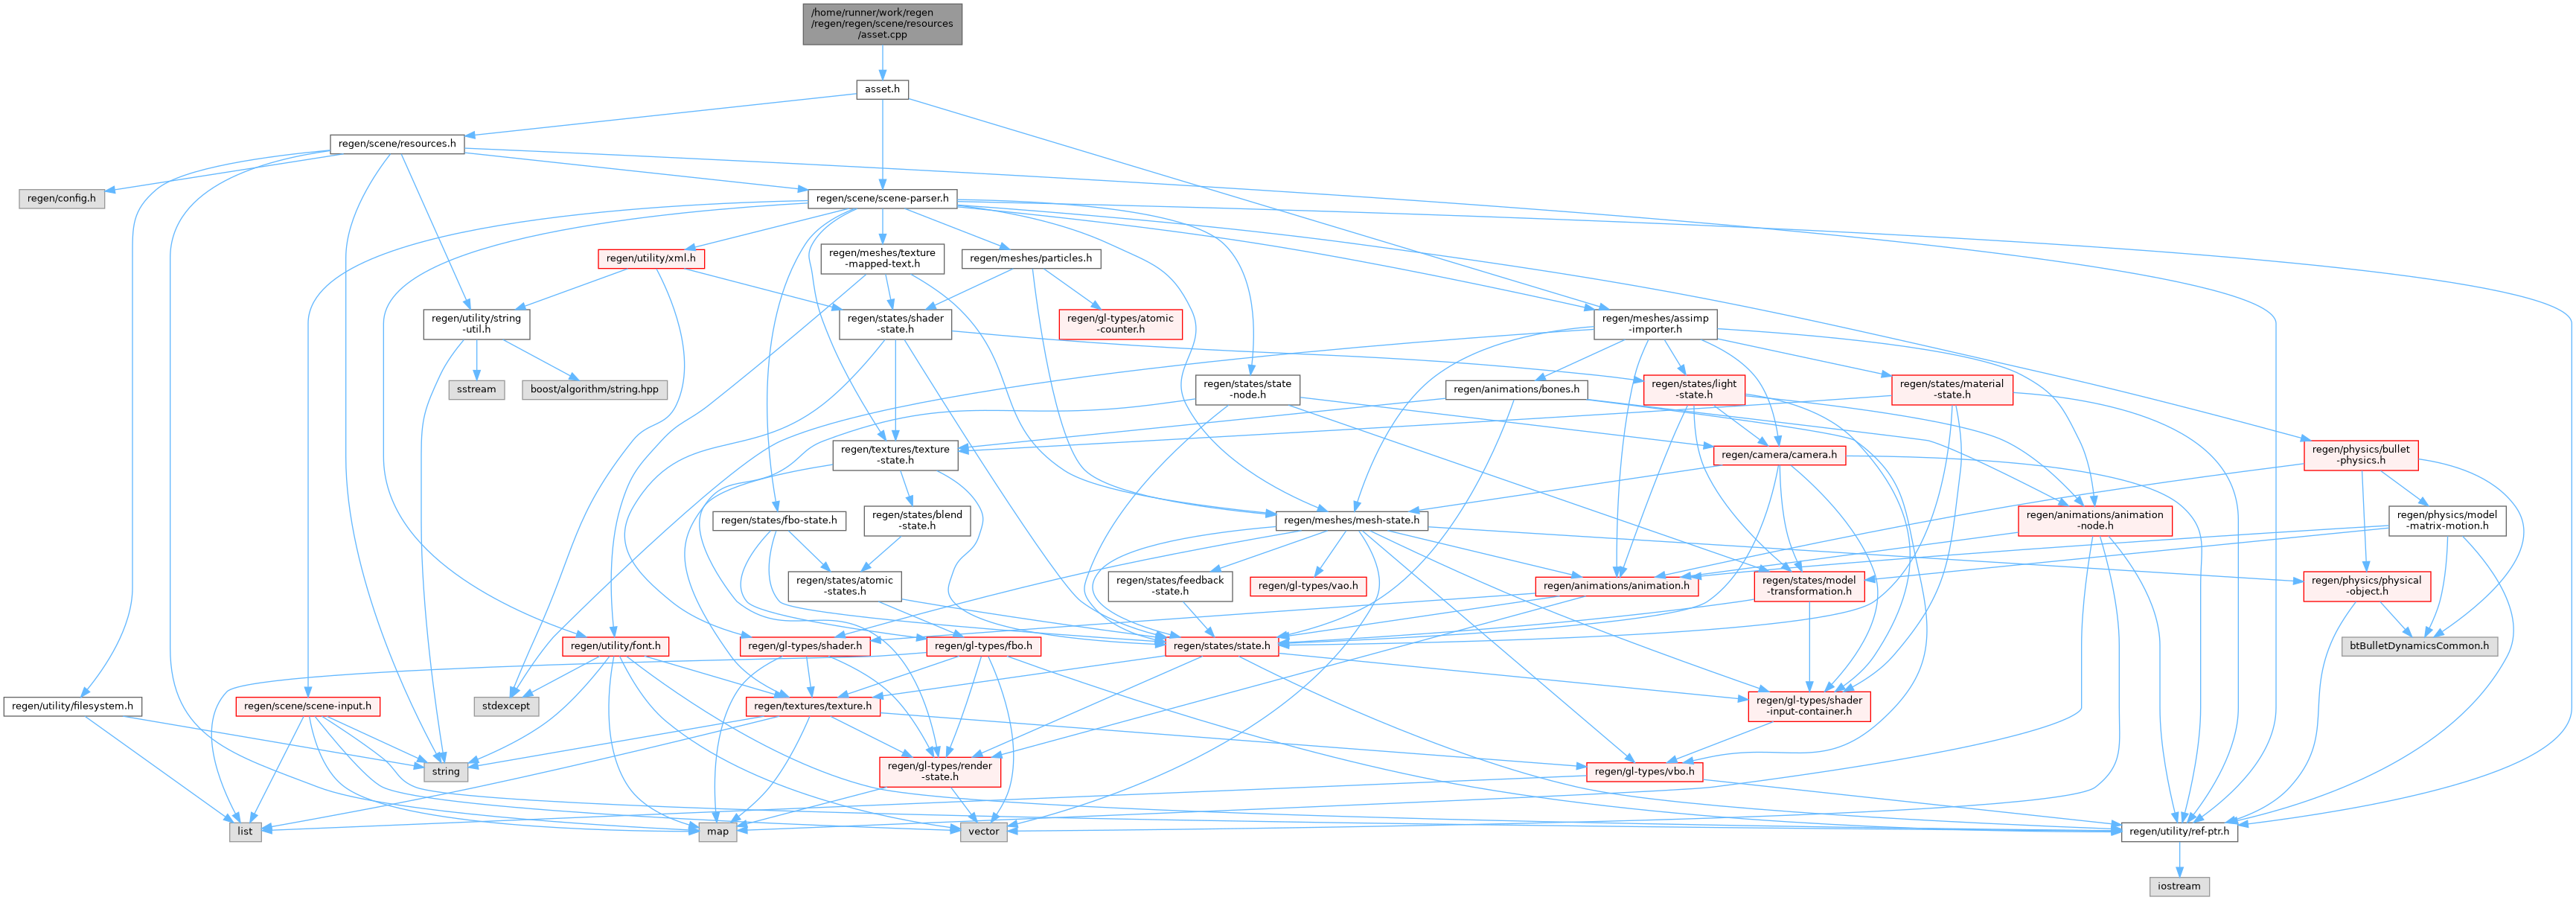 /home/runner/work/regen
/regen/regen/scene/resources
/asset.cpp
asset.h
regen/scene/resources.h
regen/config.h
regen/scene/scene-parser.h
regen/utility/xml.h
regen/meshes/texture
-mapped-text.h
regen/meshes/particles.h
regen/utility/string
-util.h
regen/states/shader
-state.h
regen/gl-types/atomic
-counter.h
regen/meshes/assimp
-importer.h
sstream
boost/algorithm/string.hpp
regen/states/state
-node.h
regen/animations/bones.h
regen/states/light
-state.h
regen/states/material
-state.h
regen/textures/texture
-state.h
regen/camera/camera.h
regen/physics/bullet
-physics.h
regen/states/fbo-state.h
regen/states/blend
-state.h
regen/meshes/mesh-state.h
regen/animations/animation
-node.h
regen/physics/model
-matrix-motion.h
regen/states/atomic
-states.h
regen/states/feedback
-state.h
regen/gl-types/vao.h
regen/animations/animation.h
regen/states/model
-transformation.h
regen/physics/physical
-object.h
regen/utility/font.h
regen/gl-types/shader.h
regen/gl-types/fbo.h
regen/states/state.h
btBulletDynamicsCommon.h
regen/utility/filesystem.h
regen/scene/scene-input.h
stdexcept
regen/textures/texture.h
regen/gl-types/shader
-input-container.h
string
regen/gl-types/render
-state.h
regen/gl-types/vbo.h
list
map
vector
regen/utility/ref-ptr.h
iostream